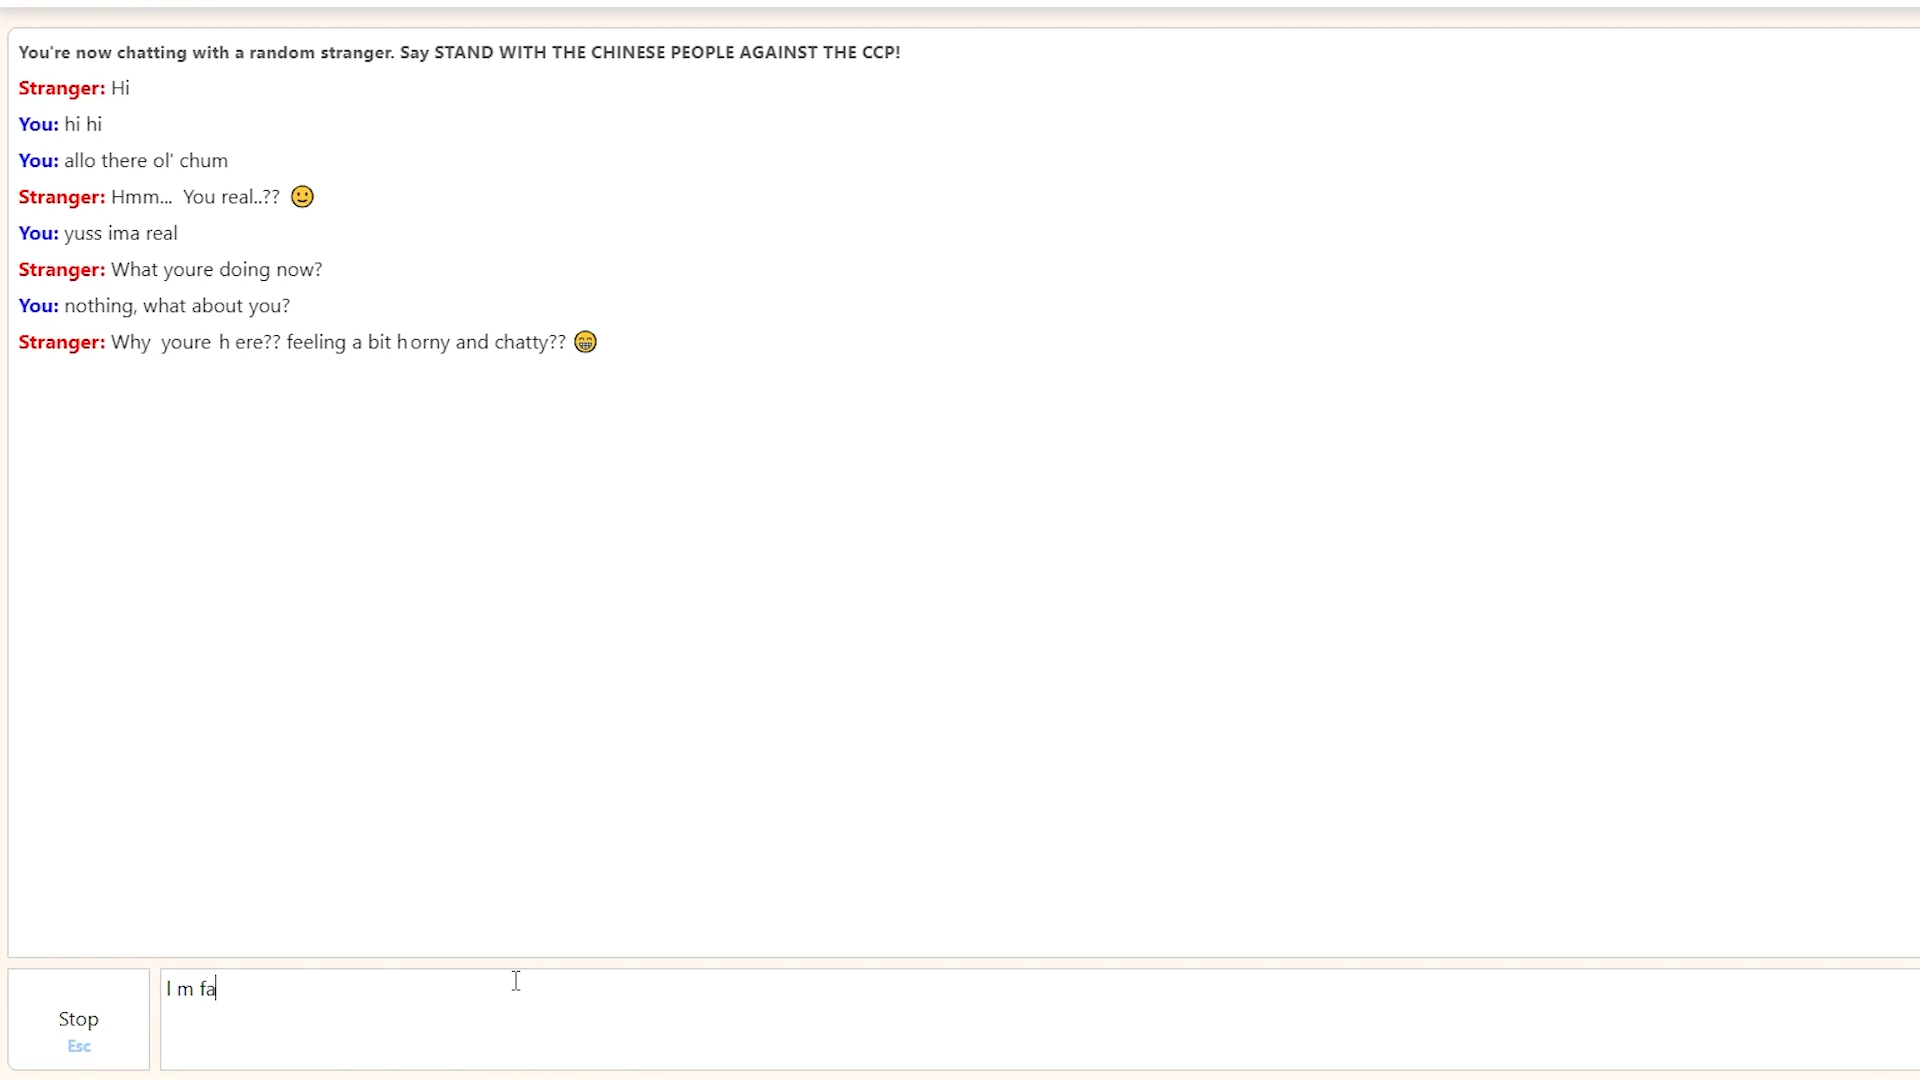 You're now chatting with a random stranger. Say STAND WITH THE CHINESE PEOPLE AGAINST THE CCP!
Stranger: Hi
You: hi hi
You: allo there ol' chum
Stranger: Hmm... You real..?? 🙂
You: yuss ima real
Stranger: What youre doing now?
You: nothing, what about you?
Stranger: Why youre h ere?? feeling a bit horny and chatty?? 😁
I m fa
Stop
Esc